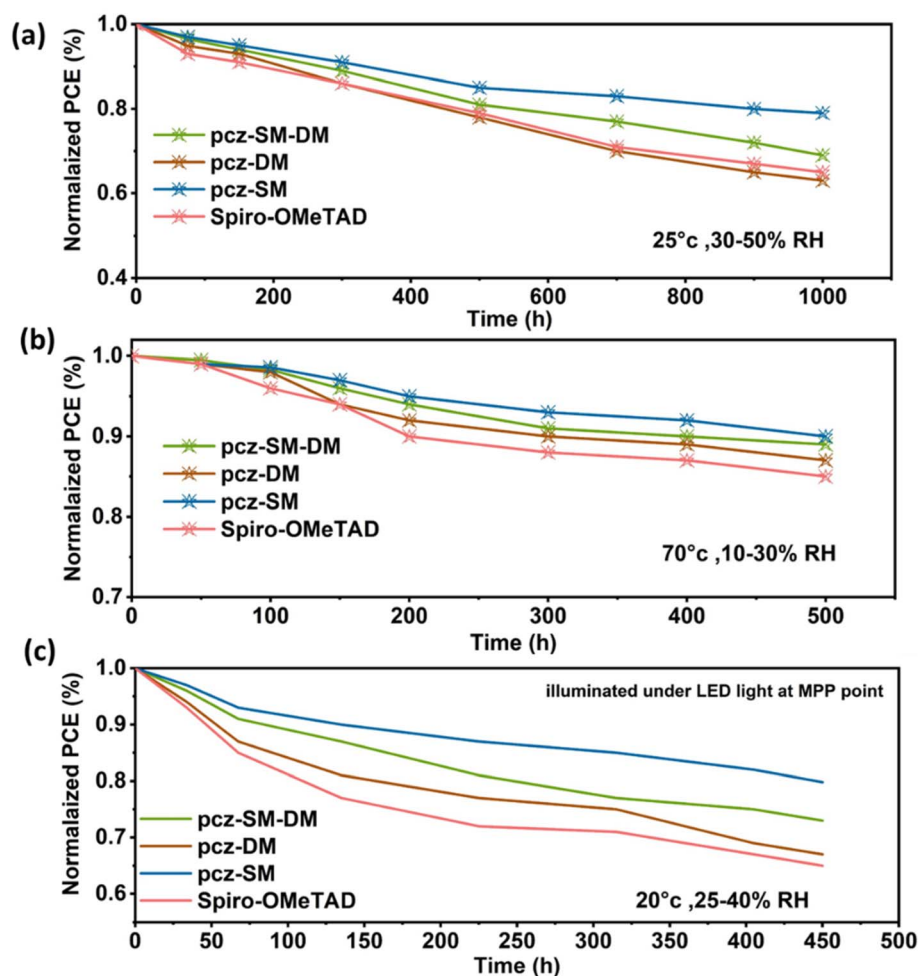 (a)
Normalaized PCE (%)
1.0
0.8
0.6
0.4
pcz-SM-DM
pcz-DM
pcz-SM
Spiro-OMeTAD
25°c ,30-50% RH
0 200 400 600 800 1000
Time (h)
(b)
Normalaized PCE (%)
1.0
0.9
0.8
0.7
pcz-SM-DM
pcz-DM
pcz-SM
Spiro-OMeTAD
70°c ,10-30% RH
0 100 200 300 400 500
Time (h)
(c)
Normalaized PCE (%)
1.0
0.9
0.8
0.7
0.6
illuminated under LED light at MPP point
pcz-SM-DM
pcz-DM
pcz-SM
Spiro-OMeTAD
20°c ,25-40% RH
0 50 100 150 200 250 300 350 400 450 500
Time (h)